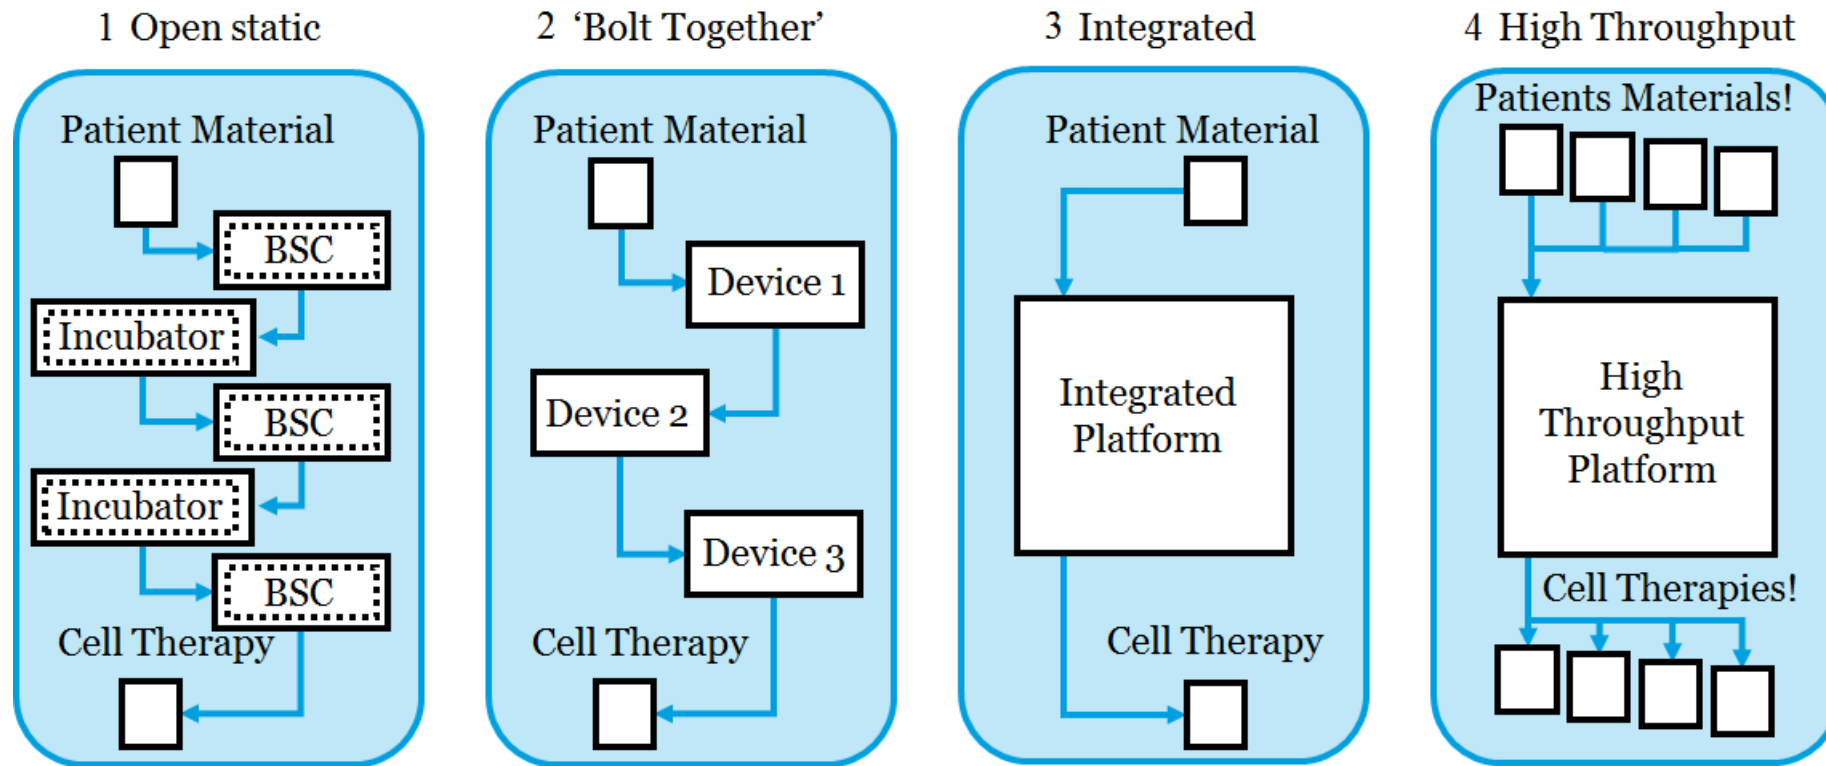 1 Open static
Patient Material
BSC
Incubator
BSC
Incubator
BSC
Cell Therapy
2 ‘Bolt Together’
Patient Material
Device 1
Device 2
Device 3
Cell Therapy
3 Integrated
Patient Material
Integrated
Platform
Cell Therapy
4 High Throughput
Patients Materials!
High
Throughput
Platform
Cell Therapies!